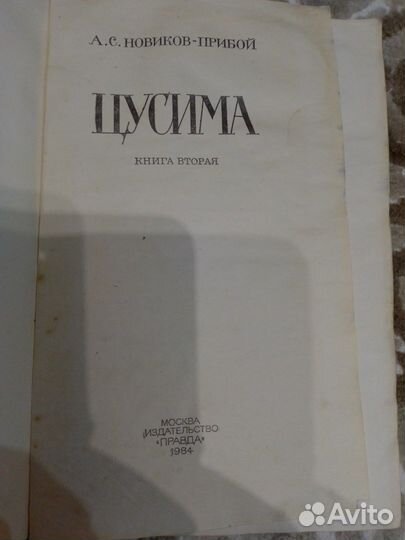 А.С. НОВИКОВ-ПРИБОЙ
ЦУСИМА
КНИГА ВТОРАЯ
МОСКВА
ИЗДАТЕЛЬСТВО
«ПРАВДА»
1984
Avito